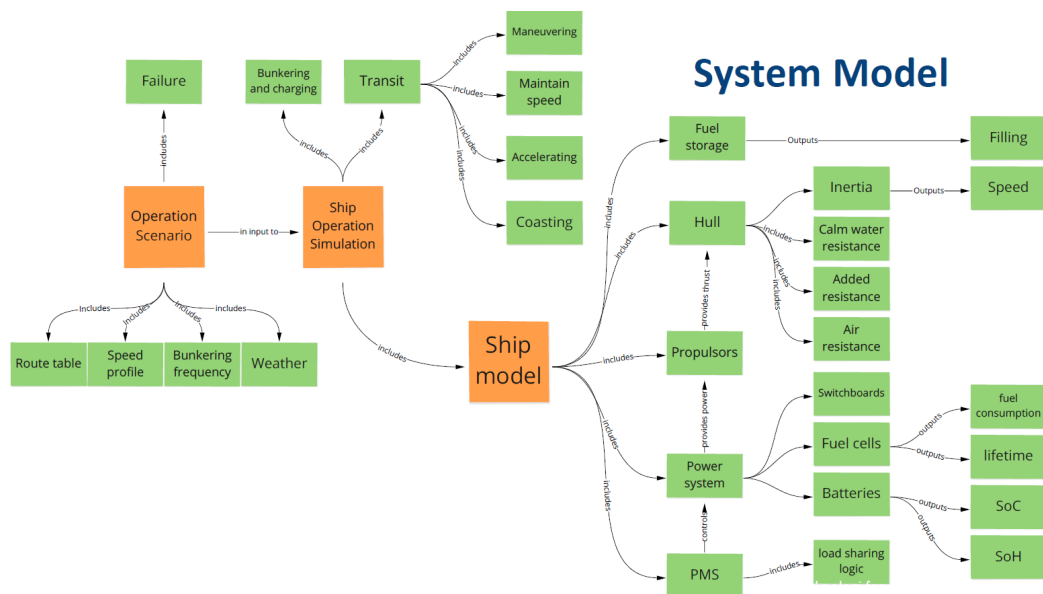 System Model
Failure
Bunkering
and charging
Transit
Maneuvering
Maintain
speed
Accelerating
Coasting
includes
includes
includes
Includes
includes
includes
includes
Operation
Scenario
in input to
Ship
Operation
Simulation
Includes
Includes
Includes
includes
Route table
Speed
profile
Bunkering
frequency
Weather
includes
Ship
model
includes
includes
includes
includes
includes
Fuel
storage
Outputs
Filling
Hull
includes
includes
includes
Inertia
Outputs
Speed
Calm water
resistance
Added
resistance
Air
resistance
provides thrust
Propulsors
provides power
Power
system
Switchboards
Fuel cells
outputs
outputs
fuel
consumption
lifetime
Batteries
outputs
outputs
SoC
SoH
controls
PMS
includes
load sharing
logic